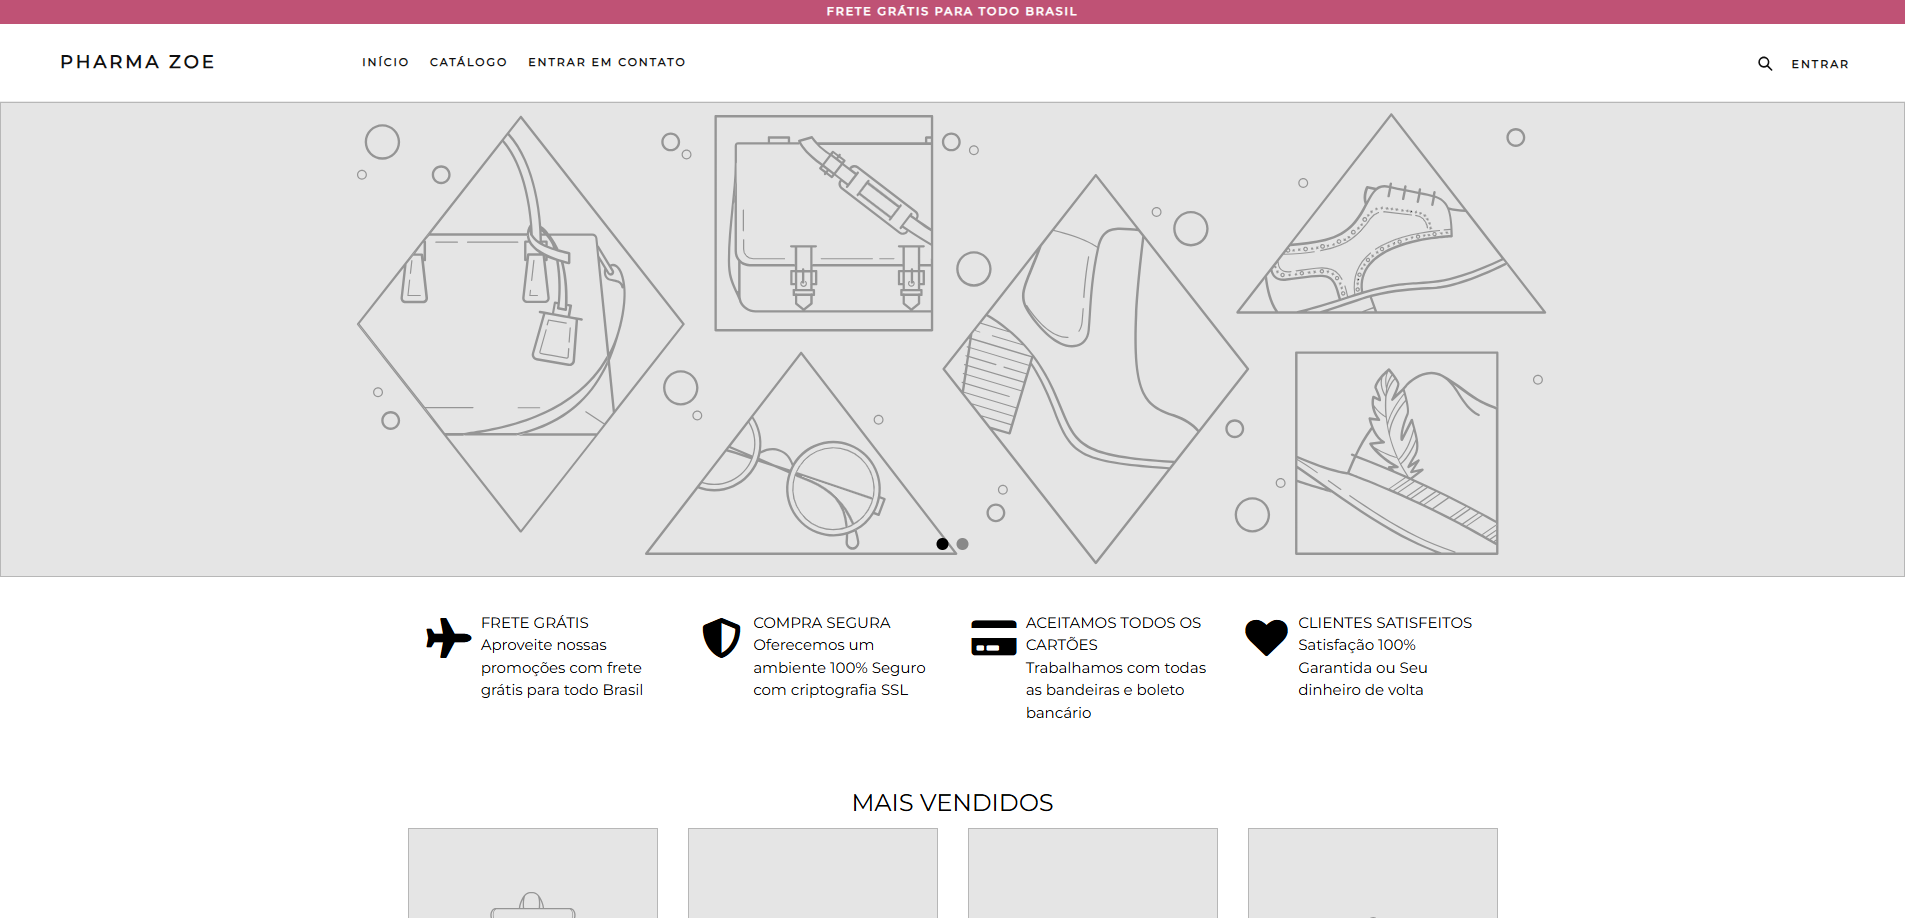 FRETE GRÁTIS PARA TODO BRASIL
PHARMA ZOE
INÍCIO CATÁLOGO ENTRAR EM CONTATO
ENTRAR
FRETE GRÁTIS
Aproveite nossas
promoções com frete
grátis para todo Brasil
COMPRA SEGURA
Oferecemos um
ambiente 100% Seguro
com criptografia SSL
ACEITAMOS TODOS OS
CARTÕES
Trabalhamos com todas
as bandeiras e boleto
bancário
CLIENTES SATISFEITOS
Satisfação 100%
Garantida ou Seu
dinheiro de volta
MAIS VENDIDOS